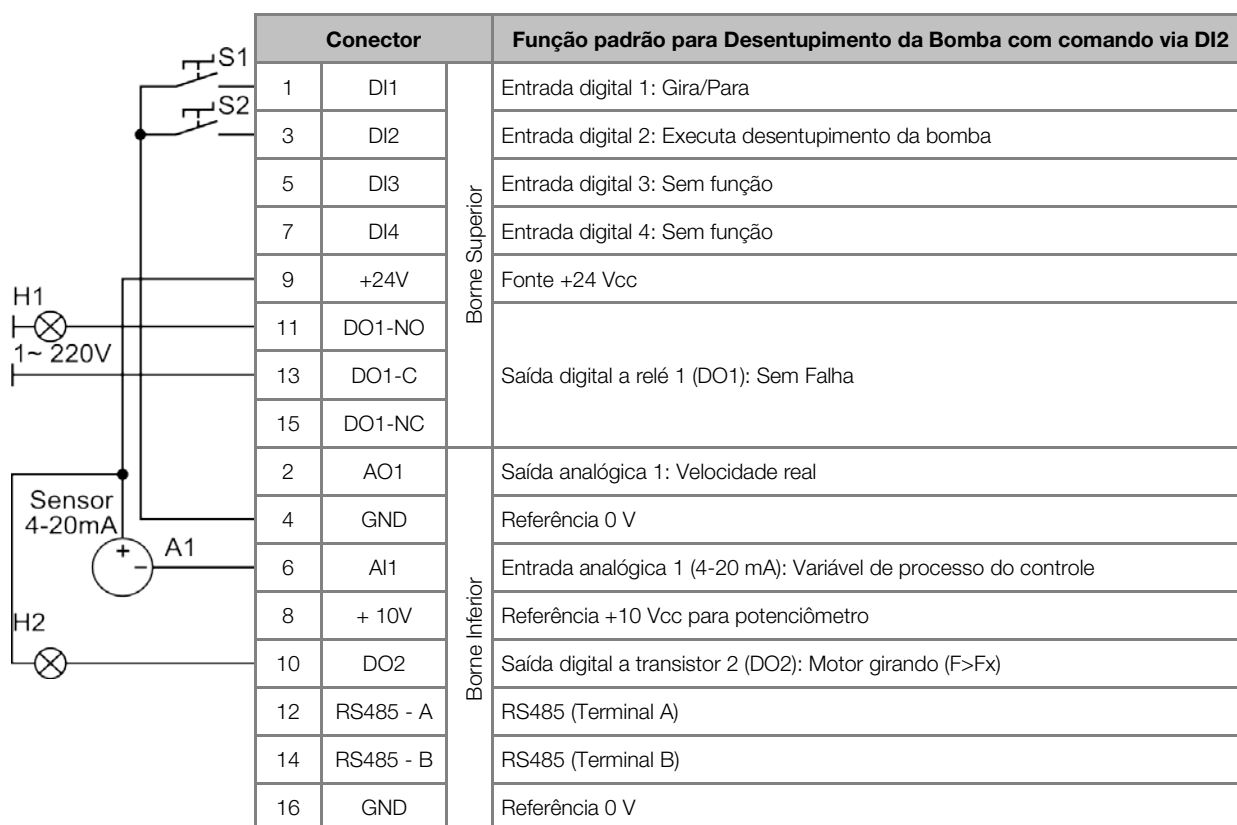 Conector Função padrão para Desentupimento da Bomba com comando via DI2
S1
1 DI1 Entrada digital 1: Gira/Para
S2
3 DI2 Entrada digital 2: Executa desentupimento da bomba
5 DI3 Entrada digital 3: Sem função
7 DI4 Entrada digital 4: Sem função
Borne Superior
9 +24V Fonte +24 Vcc
H1
11 DO1-NO
1~ 220V
13 DO1-C Saída digital a relé 1 (DO1): Sem Falha
15 DO1-NC
2 AO1 Saída analógica 1: Velocidade real
Sensor
4-20mA
4 GND Referência 0 V
+ - A1
6 AI1 Entrada analógica 1 (4-20 mA): Variável de processo do controle
Borne Inferior
8 + 10V Referência +10 Vcc para potenciômetro
H2
10 DO2 Saída digital a transistor 2 (DO2): Motor girando (F>Fx)
12 RS485 - A RS485 (Terminal A)
14 RS485 - B RS485 (Terminal B)
16 GND Referência 0 V